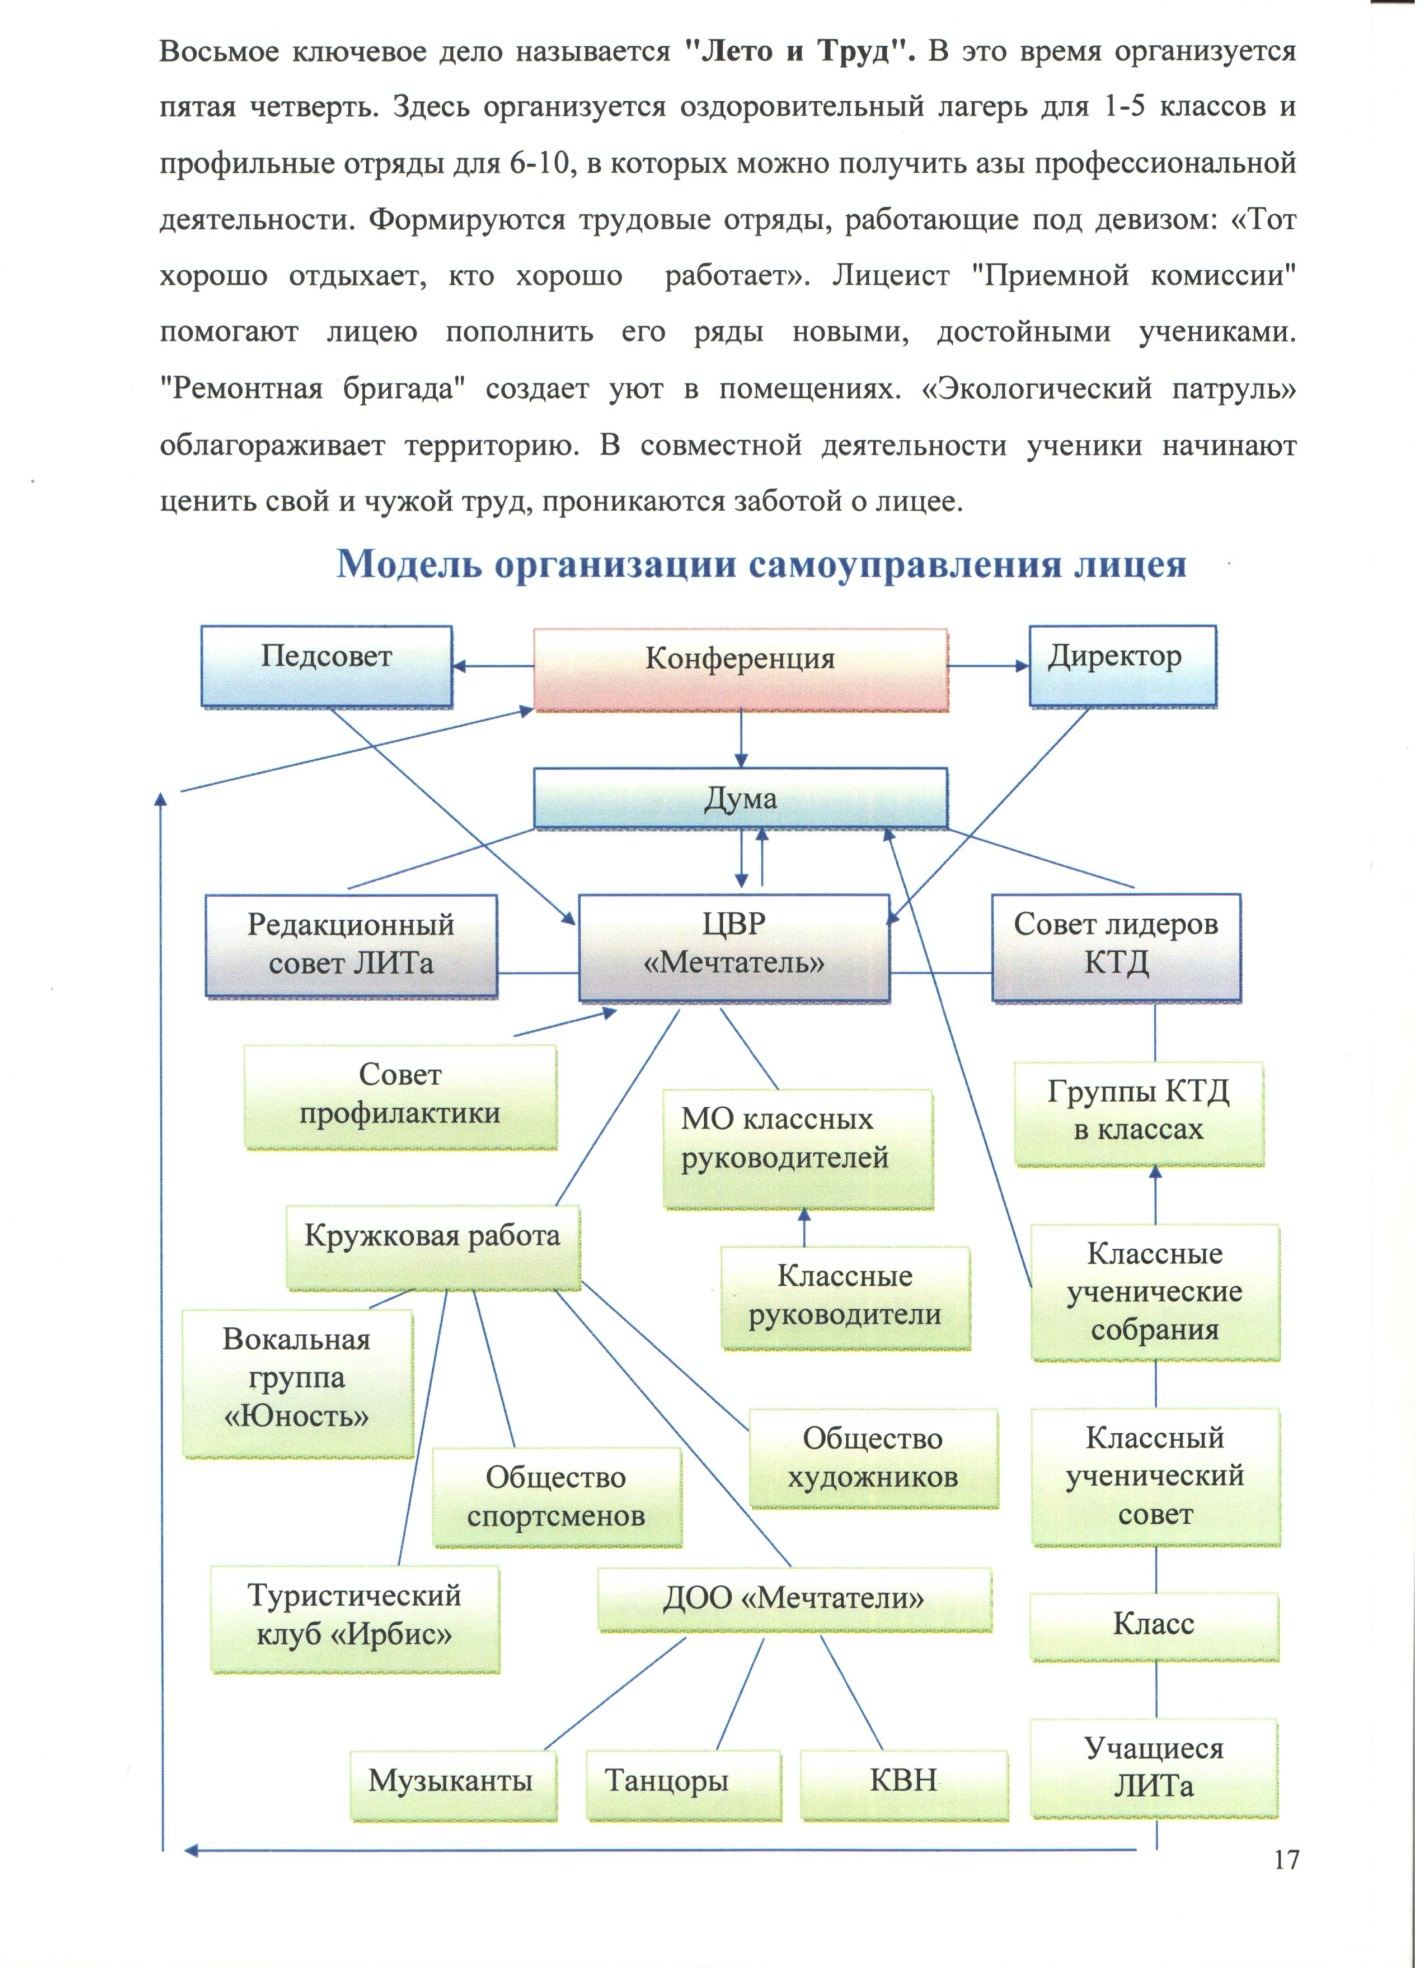 Восьмое ключевое дело называется "Лето и Труд". В это время организуется
пятая четверть. Здесь организуется оздоровительный лагерь для 1-5 классов и
профильные отряды для 6-10, в которых можно получить азы профессиональной
деятельности. Формируются трудовые отряды, работающие под девизом: «Тот
хорошо отдыхает, кто хорошо работает». Лицеист "Приемной комиссии"
помогают лицею пополнить его ряды новыми, достойными учениками.
"Ремонтная бригада" создает уют в помещениях. «Экологический патруль»
облагораживает территорию. В совместной деятельности ученики начинают
ценить свой и чужой труд, проникаются заботой о лицее.
Модель организации самоуправления лицея
Педсовет
Конференция
Директор
Дума
Редакционный
совет ЛИТа
ЦВР
«Мечтатель»
Совет лидеров
КТД
Совет
профилактики
МО классных
руководителей
Группы КТД
в классах
Кружковая работа
Классные
руководители
Классные
ученические
собрания
Вокальная
группа
«Юность»
Общество
спортсменов
Общество
художников
Классный
ученический
совет
Туристический
клуб «Ирбис»
ДОО «Мечтатели»
Класс
Музыканты
Танцоры
КВН
Учащиеся
ЛИТа
17